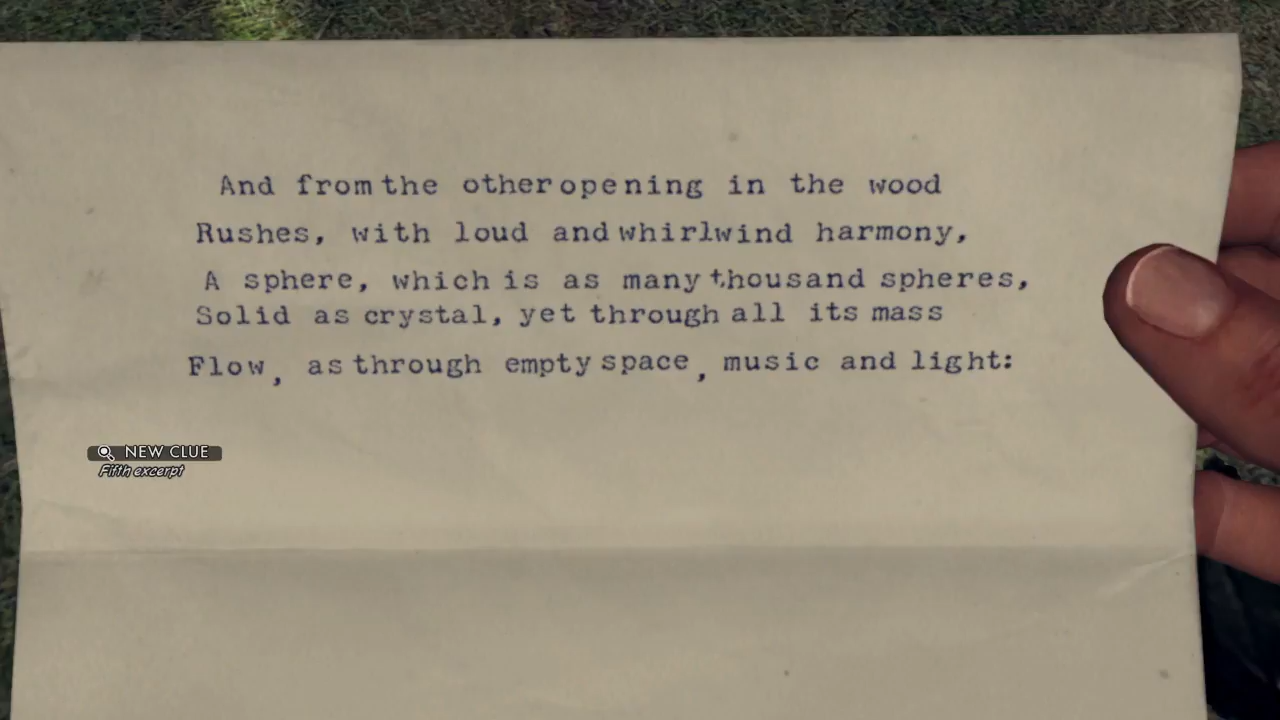 And from the other opening in the wood
Rushes, with loud and whirlwind harmony,
A sphere, which is as many thousand spheres,
Solid as crystal, yet through all its mass
Flow, as through empty space, music and light:
NEW CLUE
Fifth excerpt